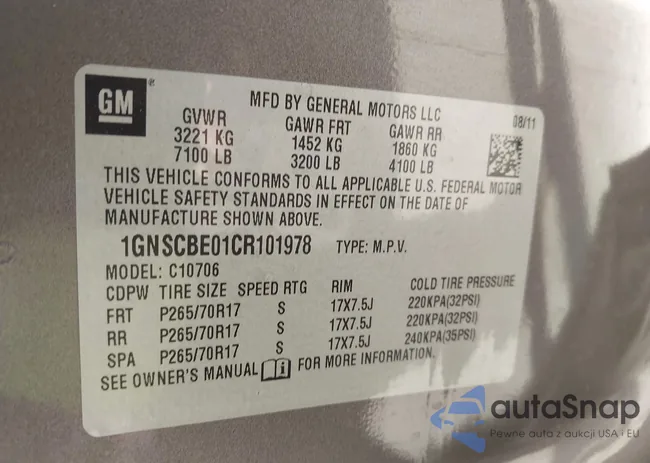 GM
MFD BY GENERAL MOTORS LLC
08/11
GVWR GAWR FRT GAWR RR
3221 KG 1452 KG 1860 KG
7100 LB 3200 LB 4100 LB
THIS VEHICLE CONFORMS TO ALL APPLICABLE U.S. FEDERAL MOTOR
VEHICLE SAFETY STANDARDS IN EFFECT ON THE DATE OF
MANUFACTURE SHOWN ABOVE.
1GNSCBE01CR101978 TYPE: M.P.V.
MODEL: C10706
CDPW TIRE SIZE SPEED RTG RIM COLD TIRE PRESSURE
FRT P265/70R17 S 17X7.5J 220KPA(32PSI)
RR P265/70R17 S 17X7.5J 220KPA(32PSI)
SPA P265/70R17 S 17X7.5J 240KPA(35PSI)
SEE OWNER'S MANUAL FOR MORE INFORMATION.
autaSnap
Pewne auta z aukcji USA i EU